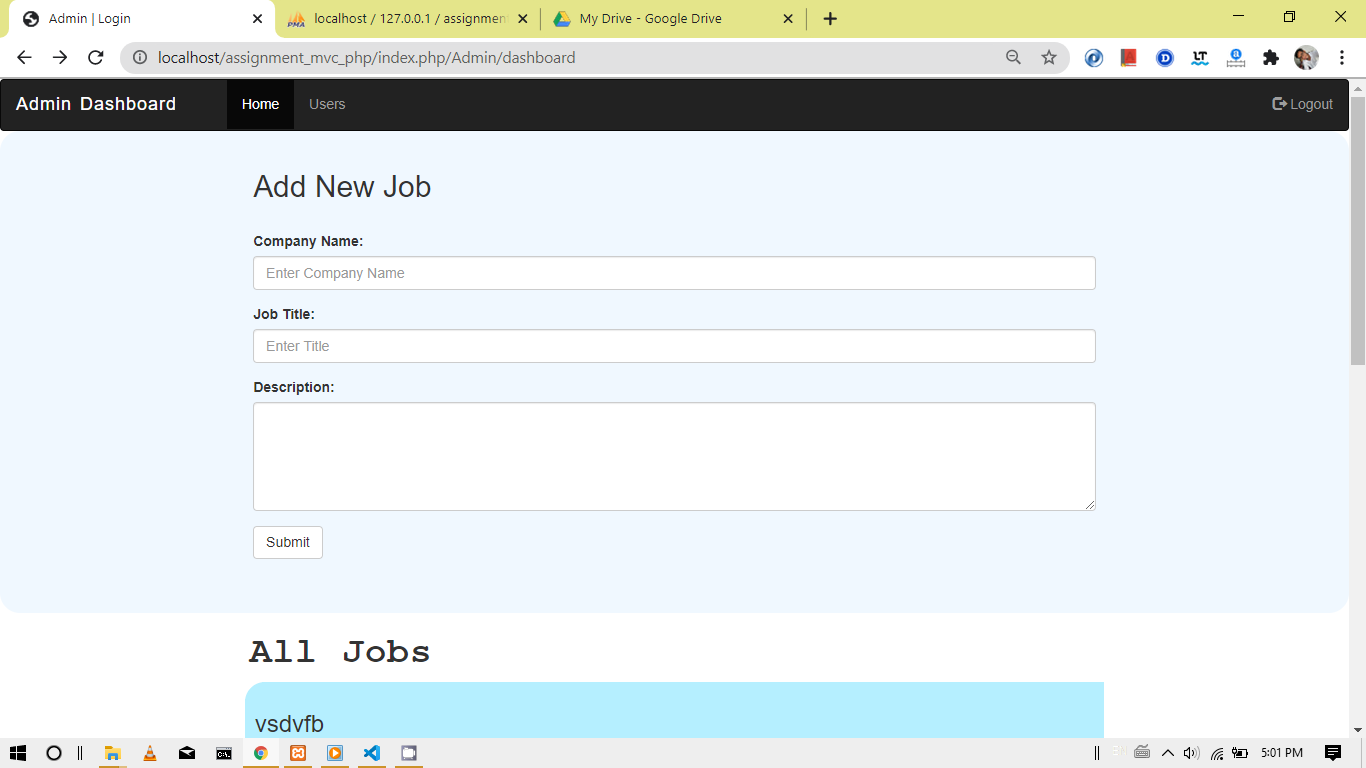 Admin | Login
localhost / 127.0.0.1 / assignment
My Drive - Google Drive
localhost/assignment_mvc_php/index.php/Admin/dashboard
Admin Dashboard
Home
Users
Logout
Add New Job
Company Name:
Enter Company Name
Job Title:
Enter Title
Description:
Submit
All Jobs
vsdvfb
5:01 PM